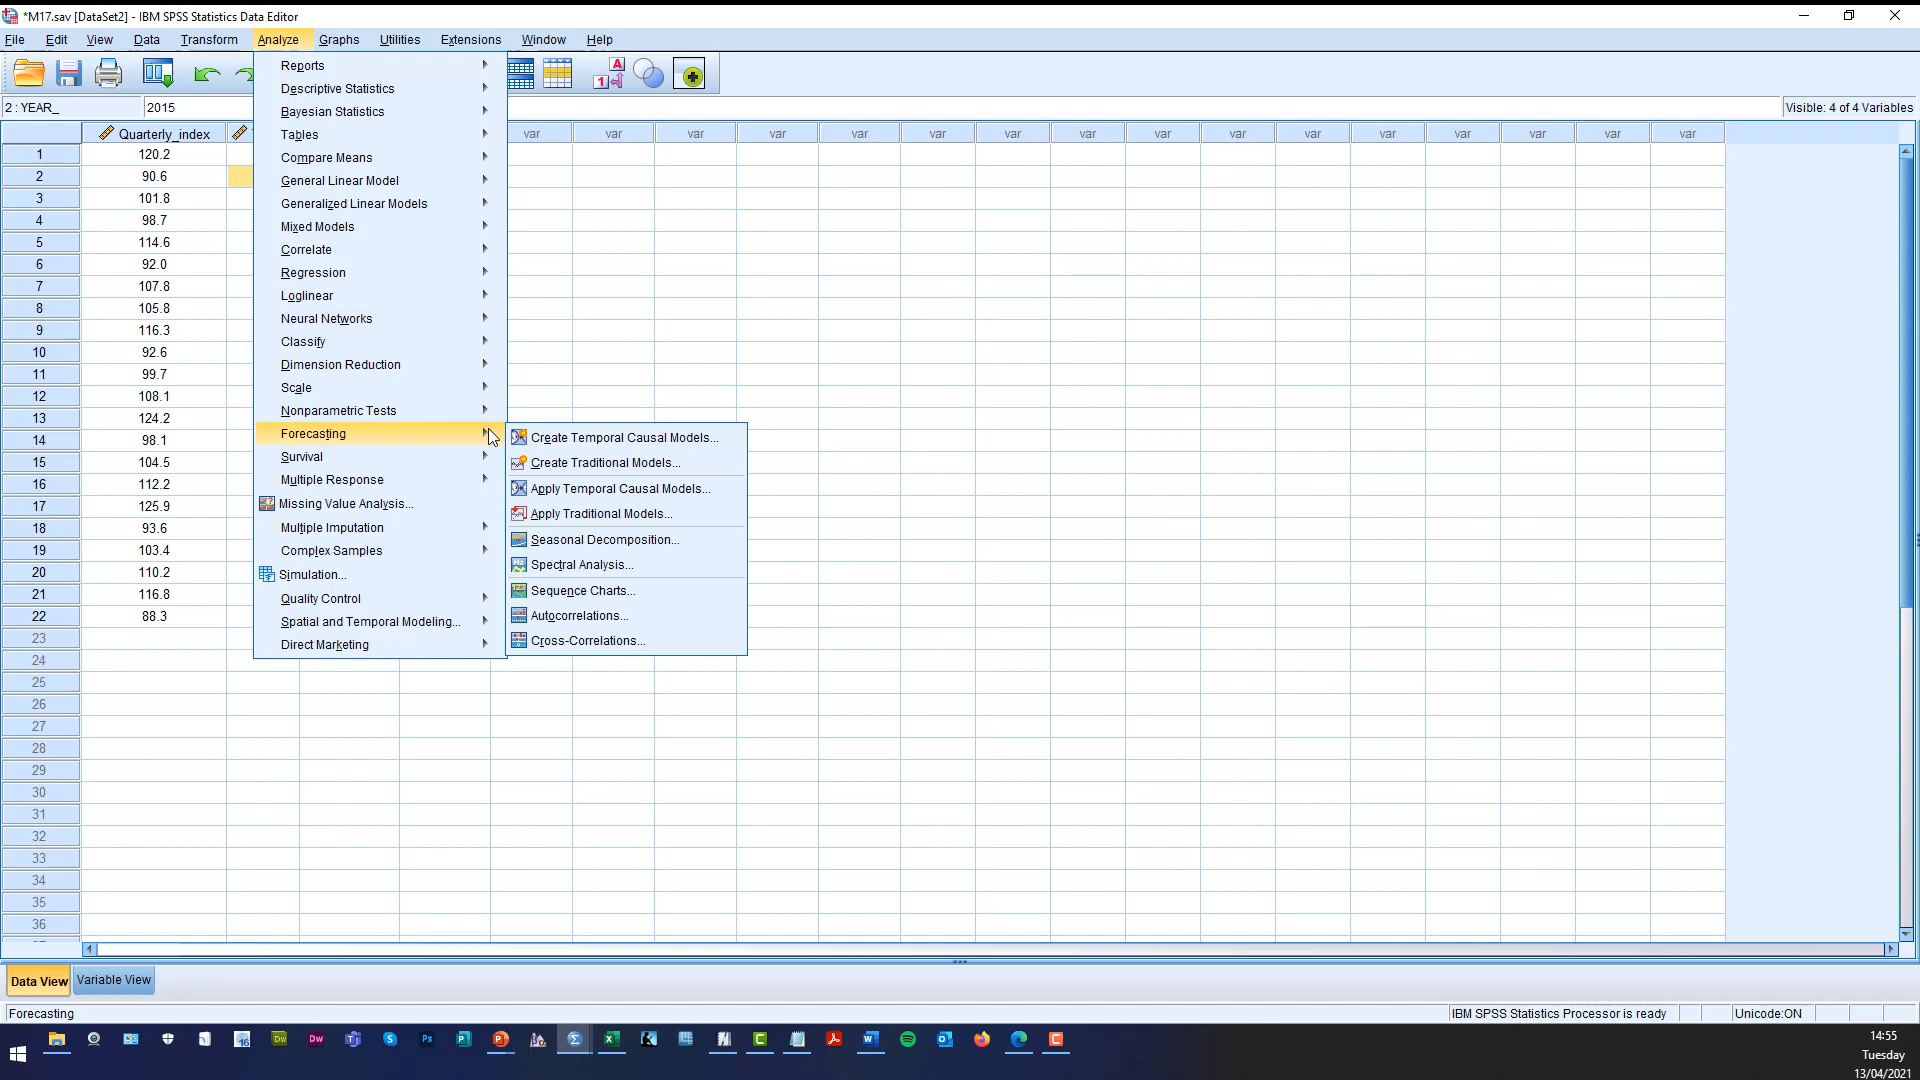 *M17.sav [DataSet2] - IBM SPSS Statistics Data Editor
File Edit View Data Transform Analyze Graphs Utilities Extensions Window Help
2 : YEAR_ 2015 Visible: 4 of 4 Variables
Quarterly_index var var var var var var var var var var var var var var var
1 120.2
2 90.6
3 101.8
4 98.7
5 114.6
6 92.0
7 107.8
8 105.8
9 116.3
10 92.6
11 99.7
12 108.1
13 124.2
14 98.1
15 104.5
16 112.2
17 125.9
18 93.6
19 103.4
20 110.2
21 116.8
22 88.3
23
24
25
26
27
28
29
30
31
32
33
34
35
36
Reports
Descriptive Statistics
Bayesian Statistics
Tables
Compare Means
General Linear Model
Generalized Linear Models
Mixed Models
Correlate
Regression
Loglinear
Neural Networks
Classify
Dimension Reduction
Scale
Nonparametric Tests
Forecasting
Survival
Multiple Response
Missing Value Analysis...
Multiple Imputation
Complex Samples
Simulation...
Quality Control
Spatial and Temporal Modeling...
Direct Marketing
Create Temporal Causal Models...
Create Traditional Models...
Apply Temporal Causal Models...
Apply Traditional Models...
Seasonal Decomposition...
Spectral Analysis...
Sequence Charts...
Autocorrelations...
Cross-Correlations...
Data View Variable View
Forecasting IBM SPSS Statistics Processor is ready Unicode:ON
14:55
Tuesday
13/04/2021